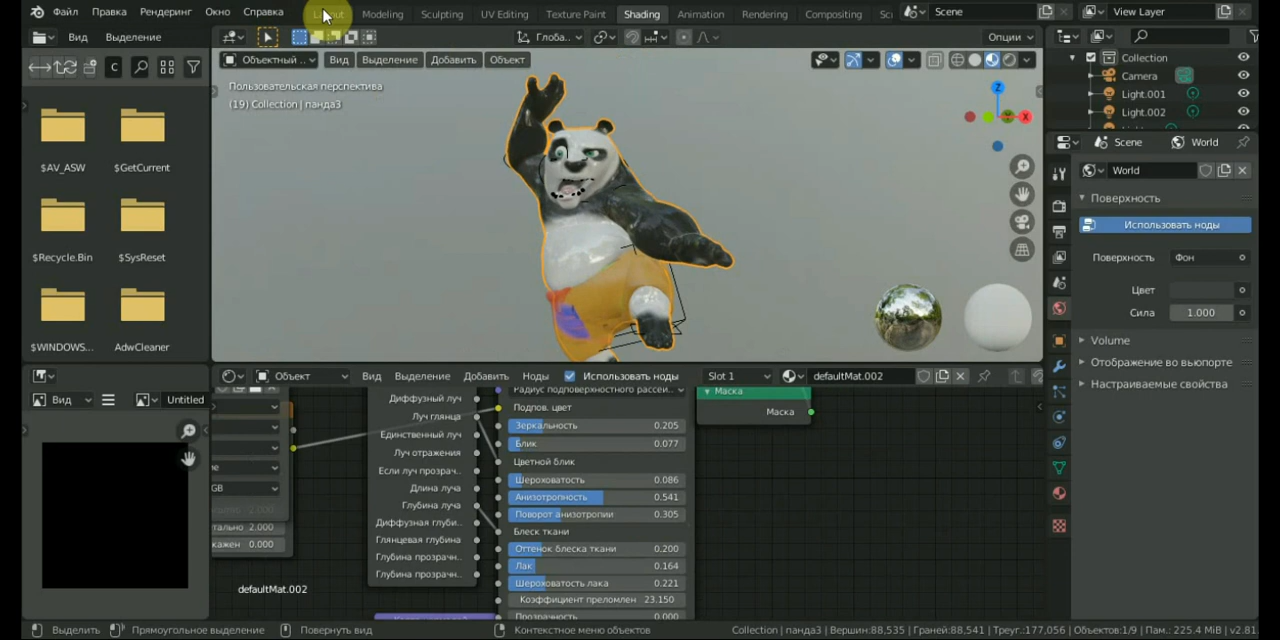 Файл Правка Рендеринг Окно Справка Layout Modeling Sculpting UV Editing Texture Paint Shading Animation Rendering Compositing Sc Scene View Layer
Вид Выделение Глоба.. Опции
Объектный .. Вид Выделение Добавить Объект
Пользовательская перспектива
(19) Collection | панда3
$AV_ASW $GetCurrent
$Recycle.Bin $SysReset
$WINDOWS... AdwCleaner
Z
X
Collection
Camera
Light.001
Light.002
Scene World
World
Поверхность
Использовать ноды
Поверхность Фон
Цвет
Сила 1.000
Volume
Отображение во вьюпорте
Настраиваемые свойства
Вид Untitled
Объект Вид Выделение Добавить Ноды Использовать ноды Slot 1 defaultMat.002
GB
тально 2.000
кажен 0.000
defaultMat.002
Диффузный луч
Луч глянца
Единственный луч
Луч отражения
Если луч прозрач..
Длина луча
Глубина луча
Диффузная глуби..
Глянцевая глубина
Глубина прозрачн..
Глубина прозрачн..
Радиус подповерхностного рассеи..
Подпов. цвет
Зеркальность 0.205
Блик 0.077
Цветной блик
Шероховатость 0.086
Анизотропность 0.541
Поворот анизотропии 0.305
Блеск ткани
Оттенок блеска ткани 0.200
Лак 0.164
Шероховатость лака 0.221
Коэффициент преломлен 23.150
Прозрачность 0.000
Маска
Маска
Выделить Прямоугольное выделение Повернуть вид Контекстное меню объектов Collection | панда3 | Вершин:88,535 | Граней:88,541 | Треуг.:177,056 | Объектов:1/9 | Пам.: 225.4 MiB | v2.81